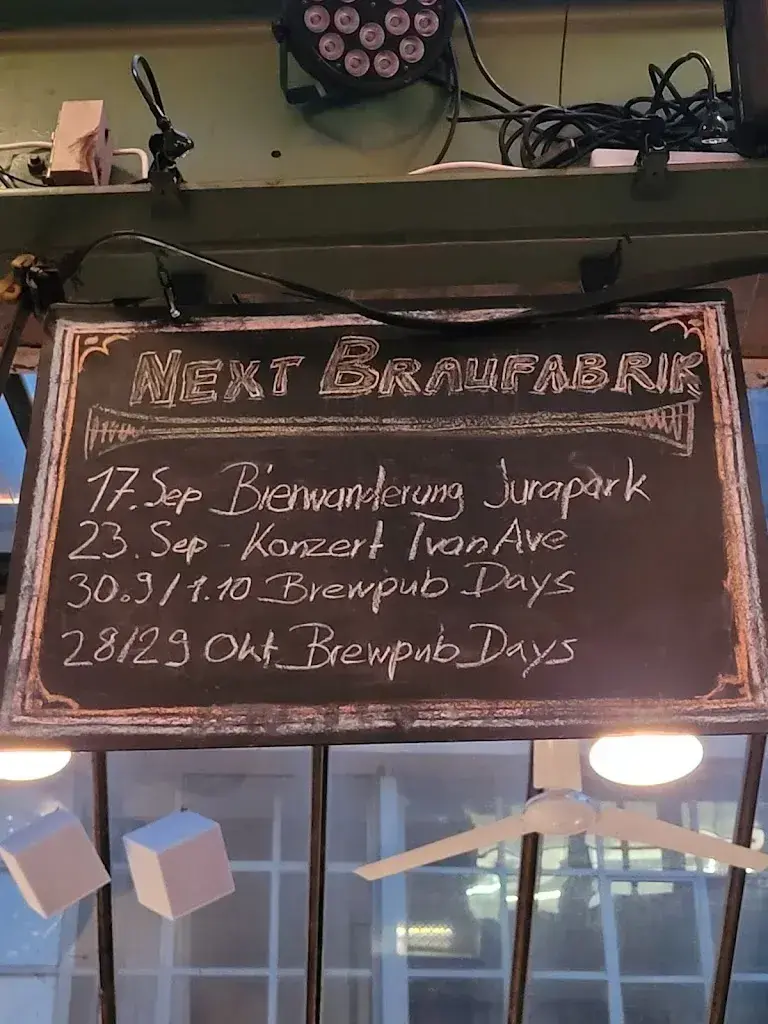 NEXT BRAUFABRIK
17. Sep Bierwanderung Jurapark
23. Sep - Konzert Ivan Ave
30.9/1.10 Brewpub Days
28/29 Okt Brewpub Days